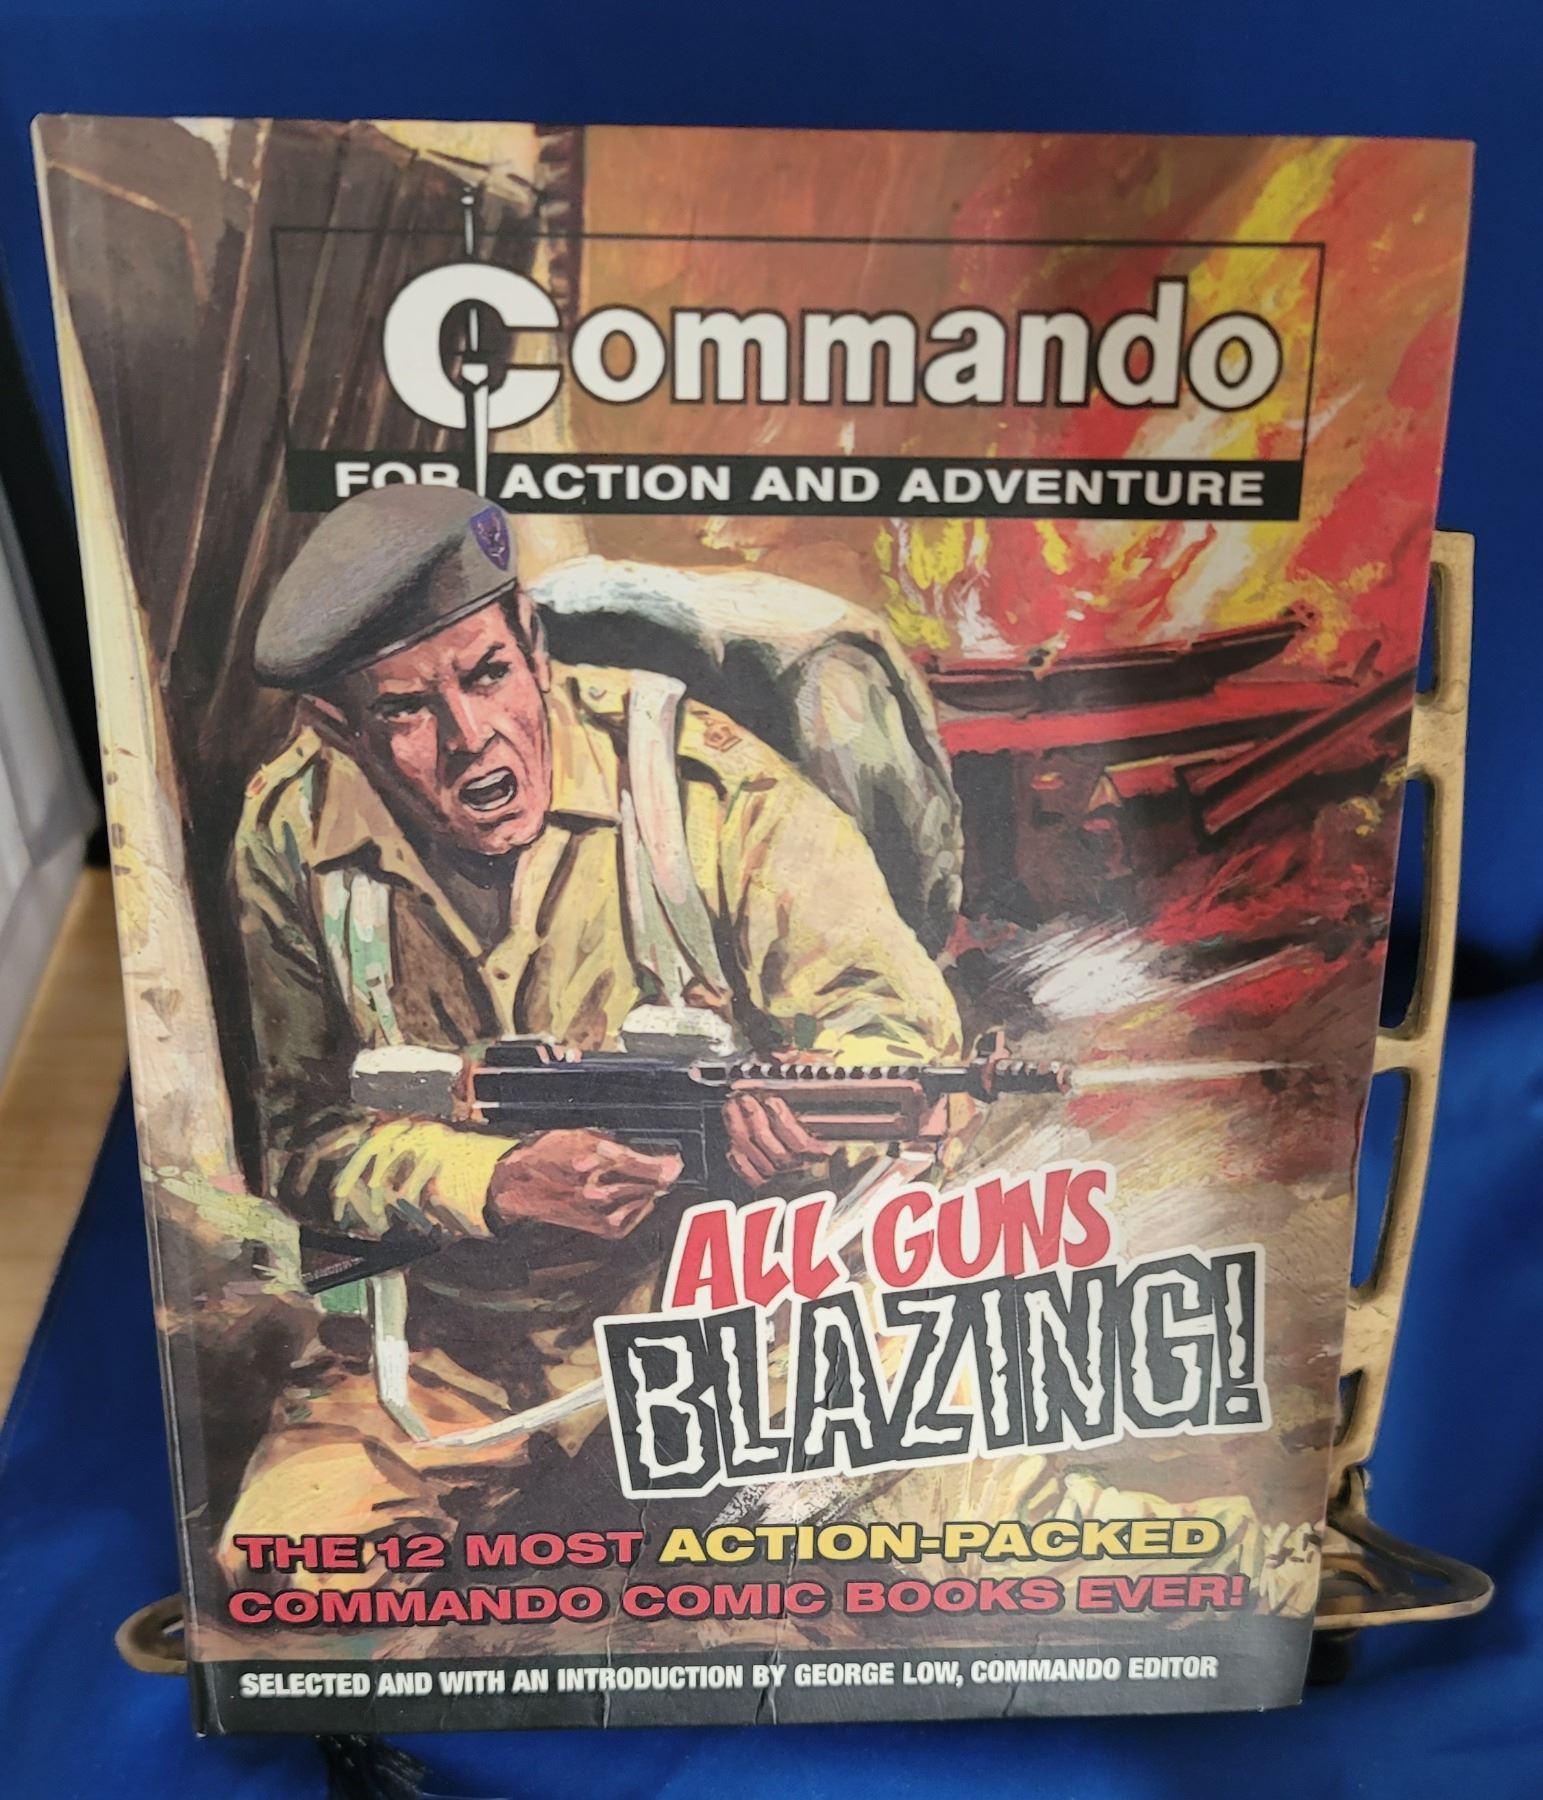 Commando
FOR ACTION AND ADVENTURE
ALL GUNS
BLAZING!
THE 12 MOST ACTION-PACKED
COMMANDO COMIC BOOKS EVER!
SELECTED AND WITH AN INTRODUCTION BY GEORGE LOW, COMMANDO EDITOR